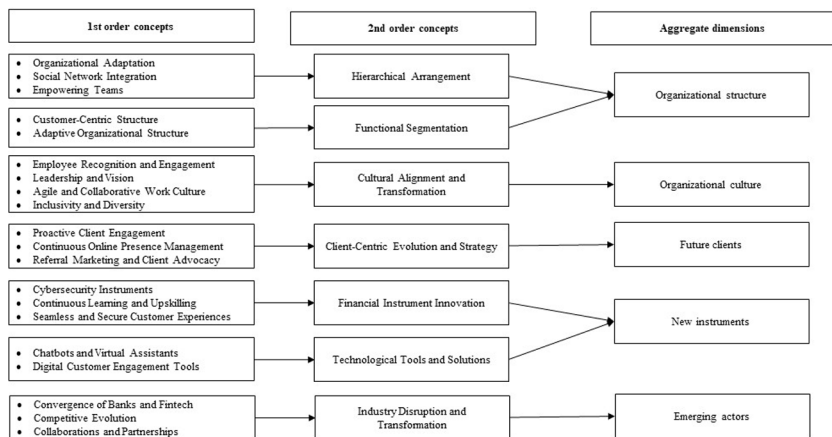 1st order concepts
2nd order concepts
Aggregate dimensions
• Organizational Adaptation
• Social Network Integration
• Empowering Teams
Hierarchical Arrangement
Organizational structure
• Customer-Centric Structure
• Adaptive Organizational Structure
Functional Segmentation
• Employee Recognition and Engagement
• Leadership and Vision
• Agile and Collaborative Work Culture
• Inclusivity and Diversity
Cultural Alignment and
Transformation
Organizational culture
• Proactive Client Engagement
• Continuous Online Presence Management
• Referral Marketing and Client Advocacy
Client-Centric Evolution and Strategy
Future clients
• Cybersecurity Instruments
• Continuous Learning and Upskilling
• Seamless and Secure Customer Experiences
Financial Instrument Innovation
New instruments
• Chatbots and Virtual Assistants
• Digital Customer Engagement Tools
Technological Tools and Solutions
• Convergence of Banks and Fintech
• Competitive Evolution
• Collaborations and Partnerships
Industry Disruption and
Transformation
Emerging actors